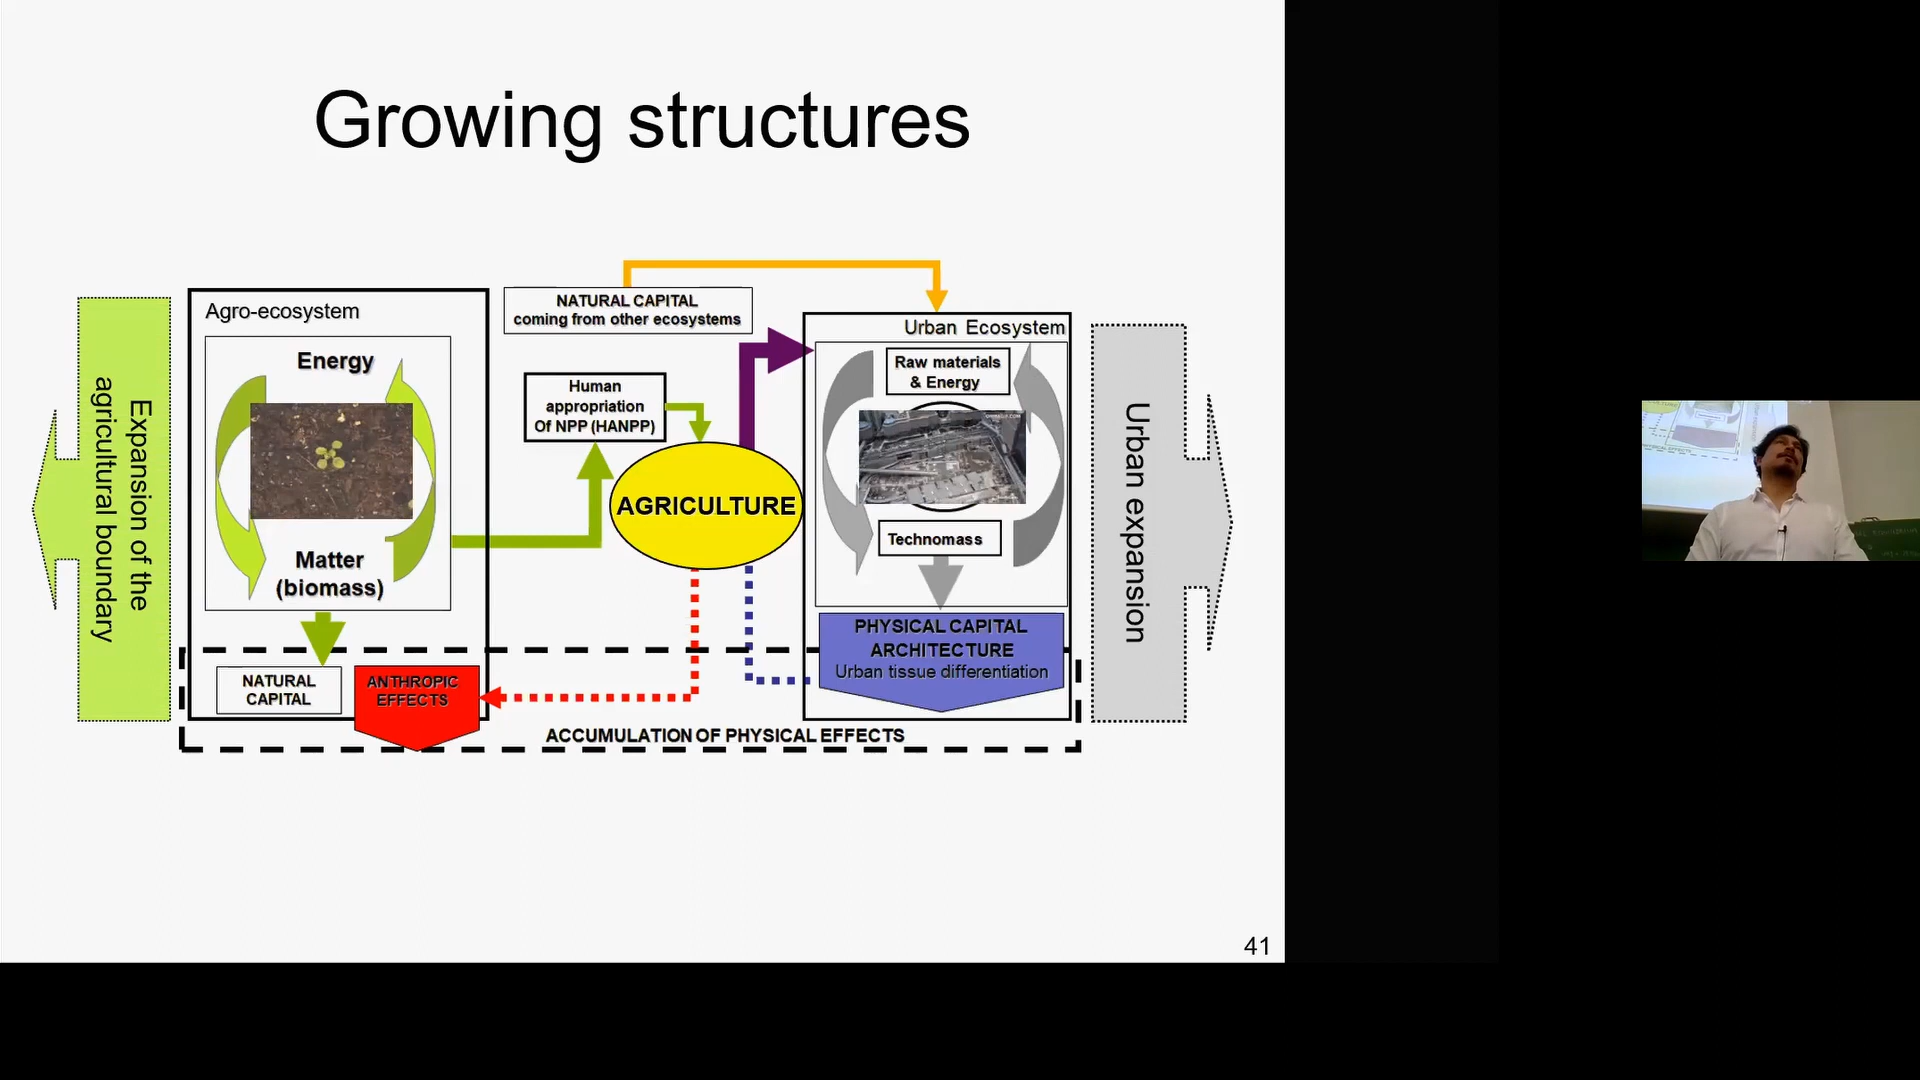 Growing structures
Expansion of the
agricultural boundary
Agro-ecosystem
Energy
Matter
(biomass)
NATURAL
CAPITAL
ANTHROPIC
EFFECTS
NATURAL CAPITAL
coming from other ecosystems
Human
appropriation
Of NPP (HANPP)
AGRICULTURE
Urban Ecosystem
Raw materials
& Energy
Technomass
PHYSICAL CAPITAL
ARCHITECTURE
Urban tissue differentiation
ACCUMULATION OF PHYSICAL EFFECTS
Urban expansion
41